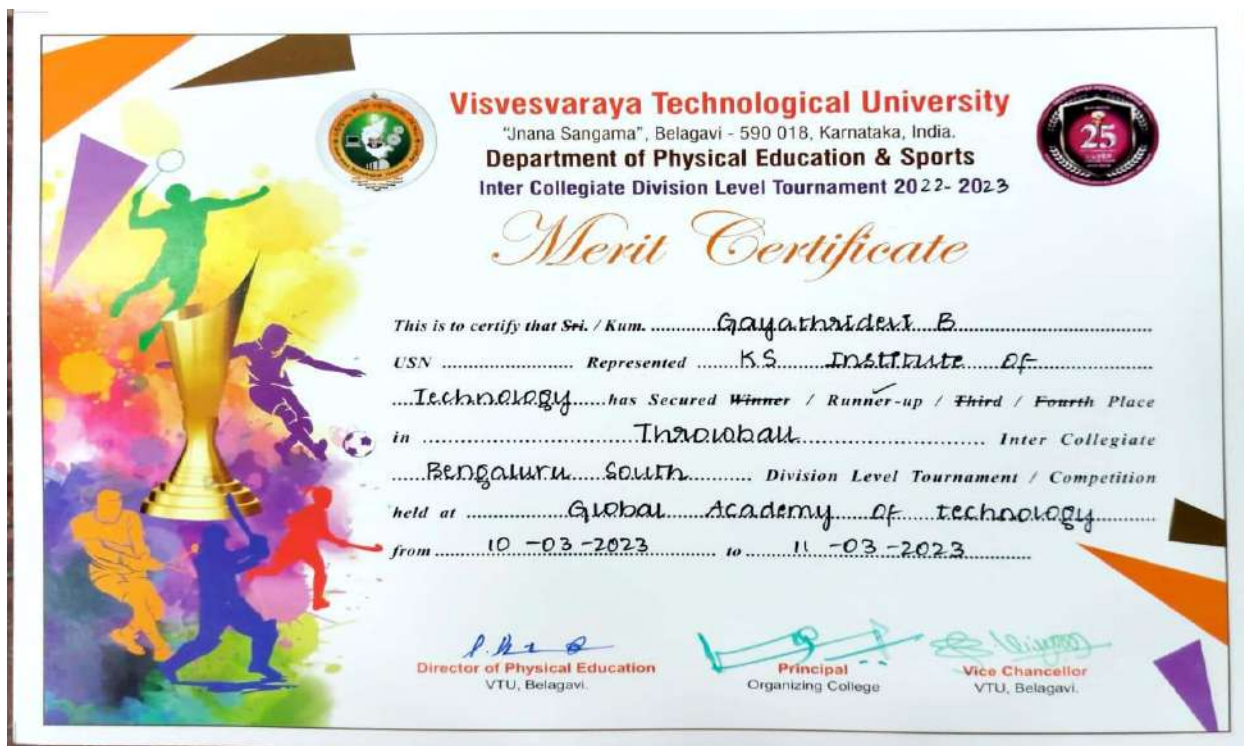 Visvesvaraya Technological University
"Jnana Sangama", Belagavi - 590 018, Karnataka, India.
Department of Physical Education & Sports
Inter Collegiate Division Level Tournament 2022- 2023
25
Merit Certificate
This is to certify that Sri. / Kum. Gayathridevi B
USN Represented KS Institute of
Technology has Secured Winner / Runner-up / Third / Fourth Place
in Throwball Inter Collegiate
Bengaluru South Division Level Tournament / Competition
held at Global Academy of technology
from 10 -03 -2023 to 11 -03 -2023
Director of Physical Education
VTU, Belagavi.
Principal
Organizing College
Vice Chancellor
VTU, Belagavi.